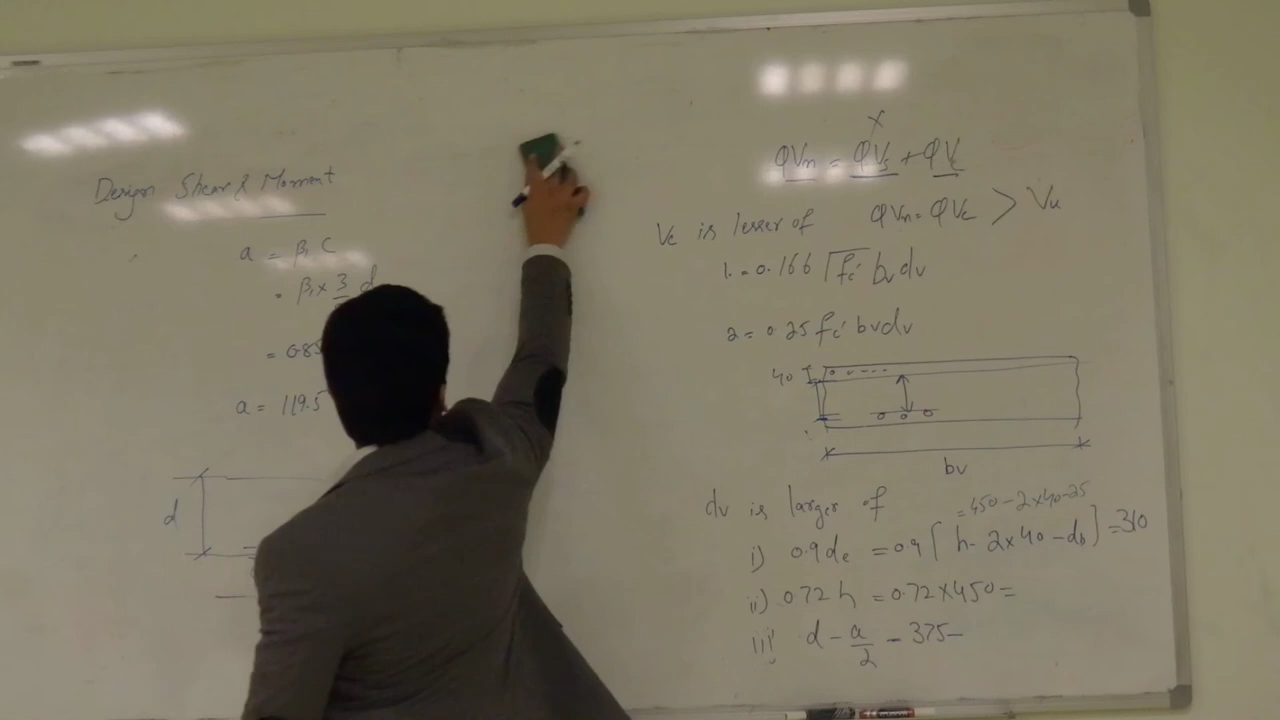 Design Shear & Moment
a = β₁ C
= β₁ × 3/ d
= 0.85
a = 119.5
d
x
φVn = φVs + φVc
Vc is lesser of φVn = φVc > Vu
1. = 0.166 √fc' bv dv
2 = 0.25 fc' bv dv
40
bv
dv is larger of
= 450 - 2x40-25
i) 0.9de = 0.9 [h - 2x40 - db] = 310
ii) 0.72 h = 0.72 x 450 =
iii) d - a/2 - 375 -